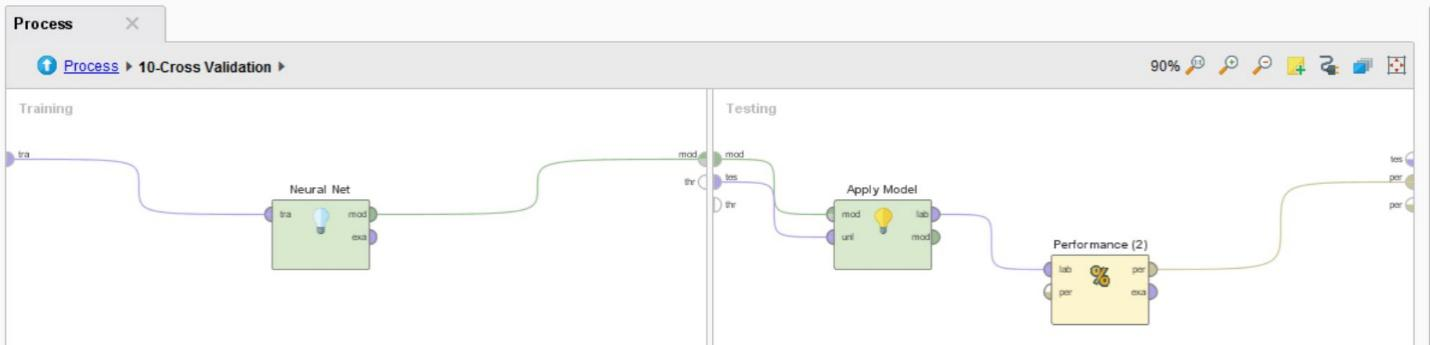 Process
Process 10-Cross Validation
90%
Training
tra
Neural Net
tra mod
exa
mod
thr
Testing
mod
tes
thr
Apply Model
mod lab
unl mod
Performance (2)
lab % per
per exa
tes
per
per